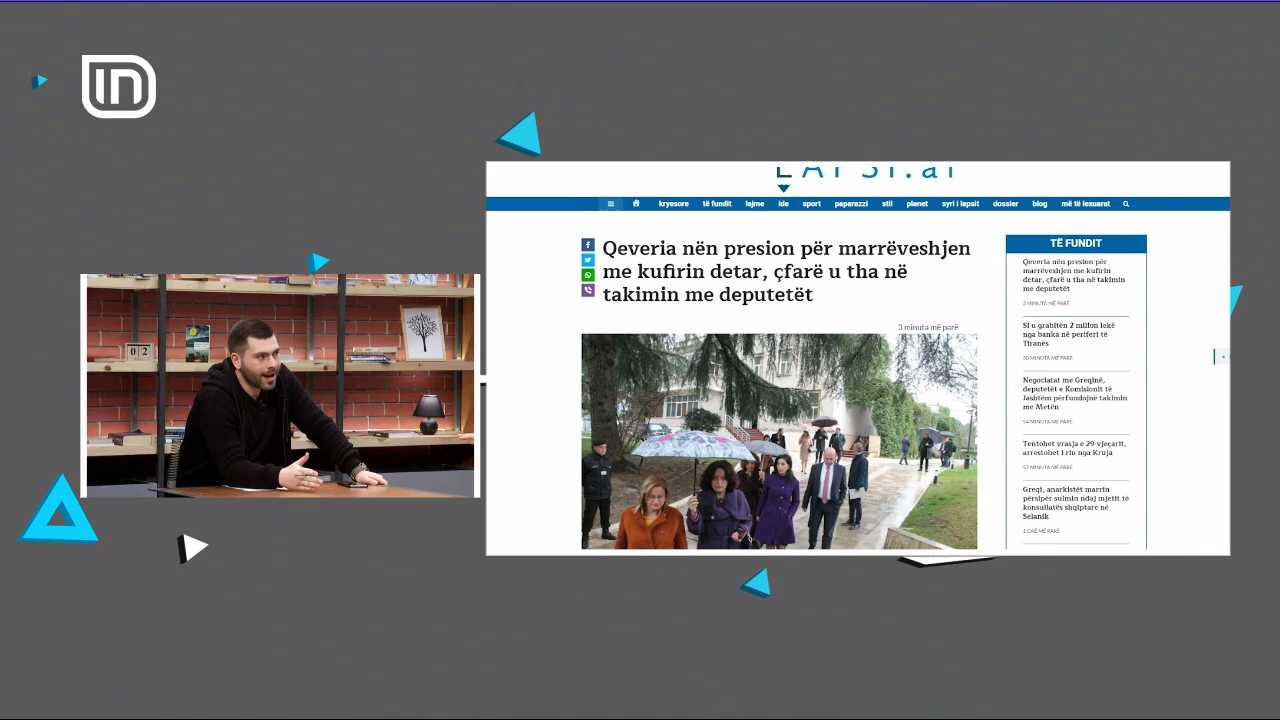 IN
LAPSI.al
kryesore të fundit lajme ide sport paparazzi stil planet syri i lapsit dossier blog më të lexuarat
Qeveria nën presion për marrëveshjen
me kufirin detar, çfarë u tha në
takimin me deputetët
3 minuta më parë
TË FUNDIT
Qeveria nën presion për
marrëveshjen me kufirin
detar, çfarë u tha në takimin
me deputetët
3 MINUTA MË PARË
Si u grabitën 2 milion lekë
nga banka në periferi të
Tiranës
30 MINUTA MË PARË
Negociatat me Greqinë,
deputetët e Komisionit të
Jashtëm përfundojnë takimin
me Metën
54 MINUTA MË PARË
Tentohet vrasja e 29-vjeçarit,
arrestohet i riu nga Kruja
57 MINUTA MË PARË
Greqi, anarkistët marrin
përsipër sulmin ndaj mjetit të
konsullatës shqiptare në
Selanik
1 ORË MË PARË
02